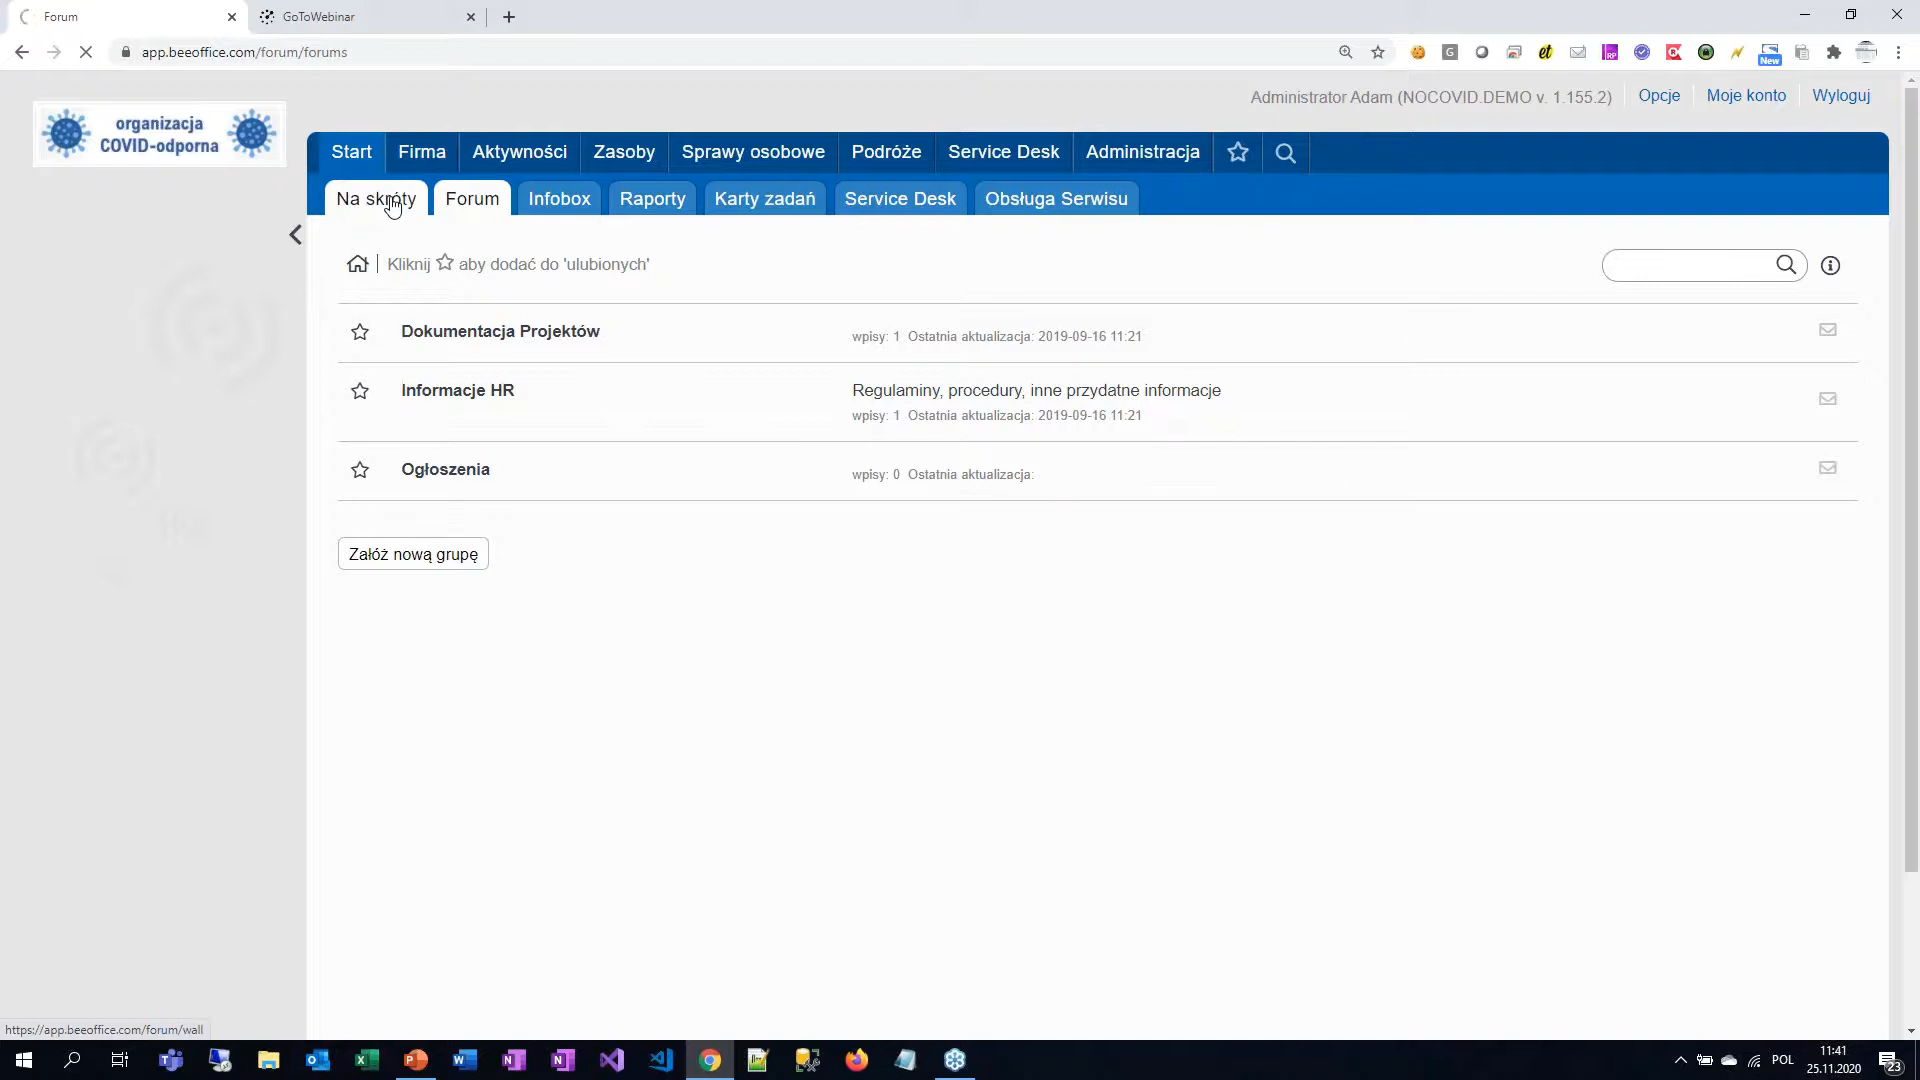 Forum
GoToWebinar
app.beeoffice.com/forum/forums
New
organizacja
COVID-odporna
Administrator Adam (NOCOVID.DEMO v. 1.155.2)
Opcje
Moje konto
Wyloguj
Start
Firma
Aktywności
Zasoby
Sprawy osobowe
Podróże
Service Desk
Administracja
Na skróty
Forum
Infobox
Raporty
Karty zadań
Service Desk
Obsługa Serwisu
Kliknij aby dodać do 'ulubionych'
Dokumentacja Projektów
wpisy: 1 Ostatnia aktualizacja: 2019-09-16 11:21
Informacje HR
Regulaminy, procedury, inne przydatne informacje
wpisy: 1 Ostatnia aktualizacja: 2019-09-16 11:21
Ogłoszenia
wpisy: 0 Ostatnia aktualizacja:
Załóż nową grupę
https://app.beeoffice.com/forum/wall
POL
11:41
25.11.2020
23